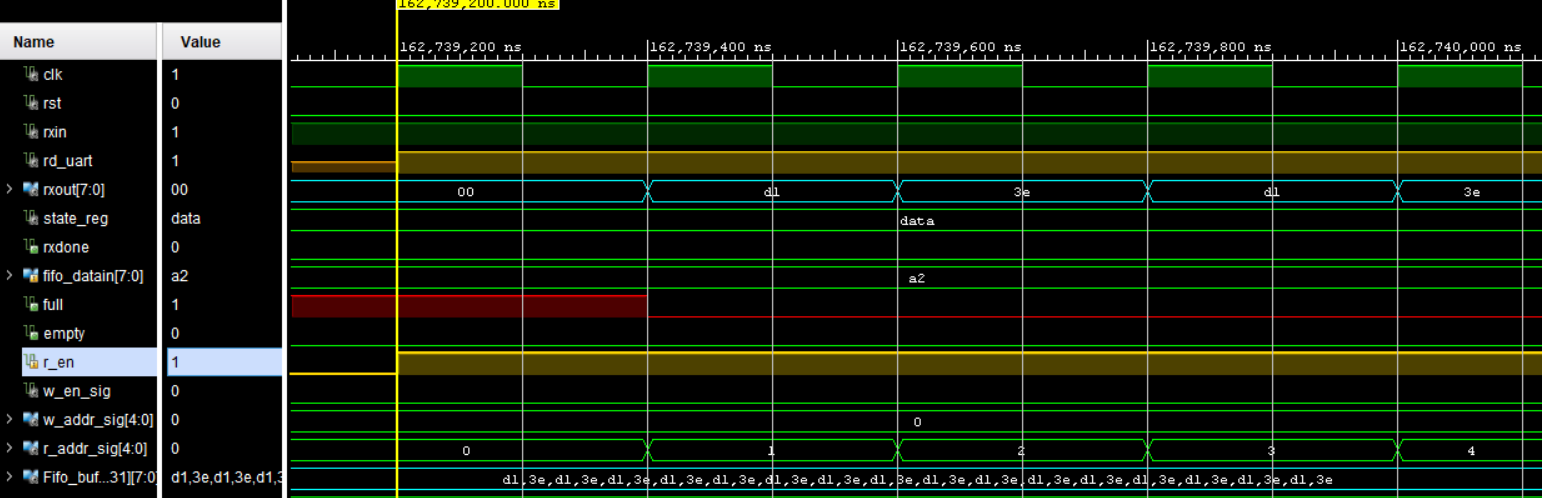 162,739,200.000 ns
Name Value
162,739,200 ns 162,739,400 ns 162,739,600 ns 162,739,800 ns 162,740,000 ns
clk 1
rst 0
rxin 1
rd_uart 1
rxout[7:0] 00 00 d1 3e d1 3e
state_reg data data
rxdone 0
fifo_datain[7:0] a2 a2
full 1
empty 0
r_en 1
w_en_sig 0
w_addr_sig[4:0] 0 0
r_addr_sig[4:0] 0 0 1 2 3 4
Fifo_buf...31][7:0] d1,3e,d1,3e,d1,3 d1,3e,d1,3e,d1,3e,d1,3e,d1,3e,d1,3e,d1,3e,d1,3e,d1,3e,d1,3e,d1,3e,d1,3e,d1,3e,d1,3e,d1,3e,d1,3e